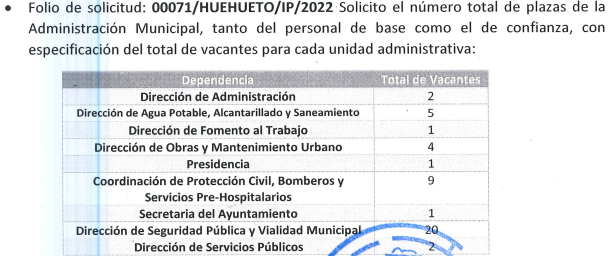 • Folio de solicitud: 00071/HUEHUETO/IP/2022 Solicito el número total de plazas de la
Administración Municipal, tanto del personal de base como el de confianza, con
especificación del total de vacantes para cada unidad administrativa:
Dependencia Total de Vacantes
Dirección de Administración 2
Dirección de Agua Potable, Alcantarillado y Saneamiento 5
Dirección de Fomento al Trabajo 1
Dirección de Obras y Mantenimiento Urbano 4
Presidencia 1
Coordinación de Protección Civil, Bomberos y 9
Servicios Pre-Hospitalarios
Secretaria del Ayuntamiento 1
Dirección de Seguridad Pública y Vialidad Municipal 20
Dirección de Servicios Públicos 2